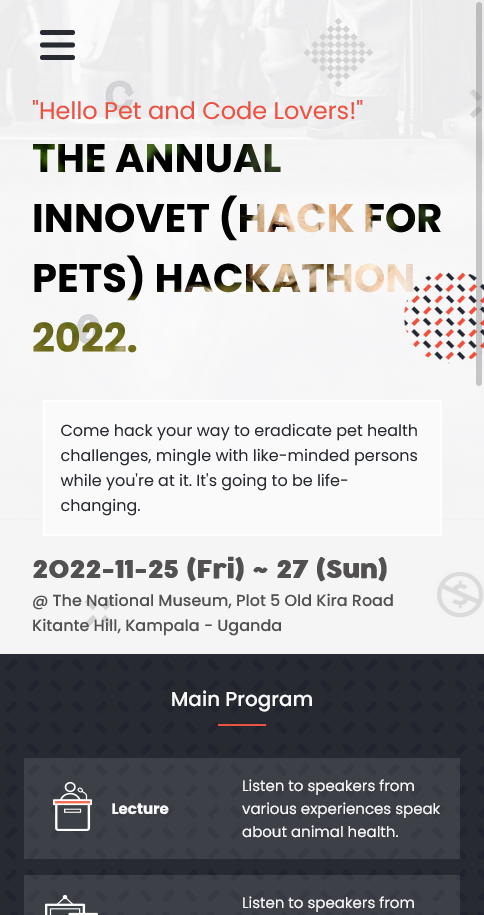 "Hello Pet and Code Lovers!"
THE ANNUAL
INNOVET (HACK FOR
PETS) HACKATHON
2022.
Come hack your way to eradicate pet health
challenges, mingle with like-minded persons
while you're at it. It's going to be life-
changing.
2022-11-25 (Fri) ~ 27 (Sun)
@ The National Museum, Plot 5 Old Kira Road
Kitante Hill, Kampala - Uganda
Main Program
Lecture
Listen to speakers from
various experiences speak
about animal health.
Listen to speakers from